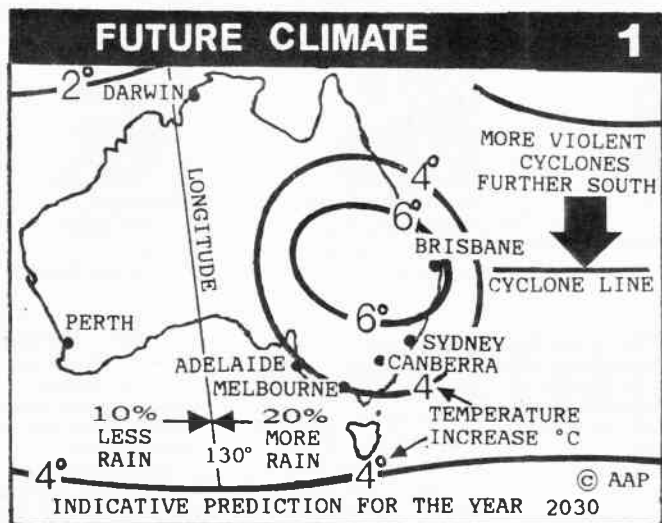 FUTURE CLIMATE 1
2°
DARWIN
MORE VIOLENT
CYCLONES
FURTHER SOUTH
LONGITUDE
4°
6°
BRISBANE
CYCLONE LINE
6°
PERTH
SYDNEY
ADELAIDE
CANBERRA
MELBOURNE
4
10%
LESS
RAIN
130°
20%
MORE
RAIN
TEMPERATURE
INCREASE °C
4°
4°
© AAP
INDICATIVE PREDICTION FOR THE YEAR 2030